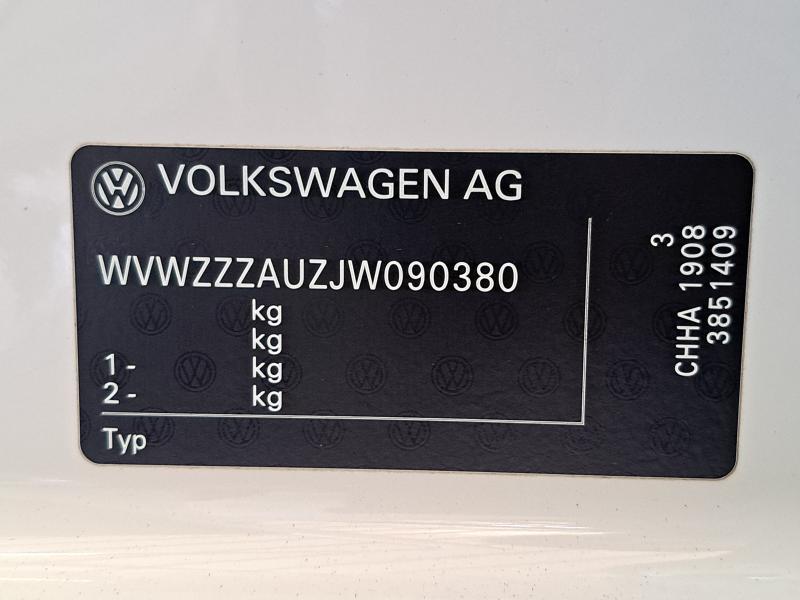 VOLKSWAGEN AG
WVWZZZAUZJW090380
kg
kg
1- kg
2- kg
Typ
3
CHHA 1908
3851409